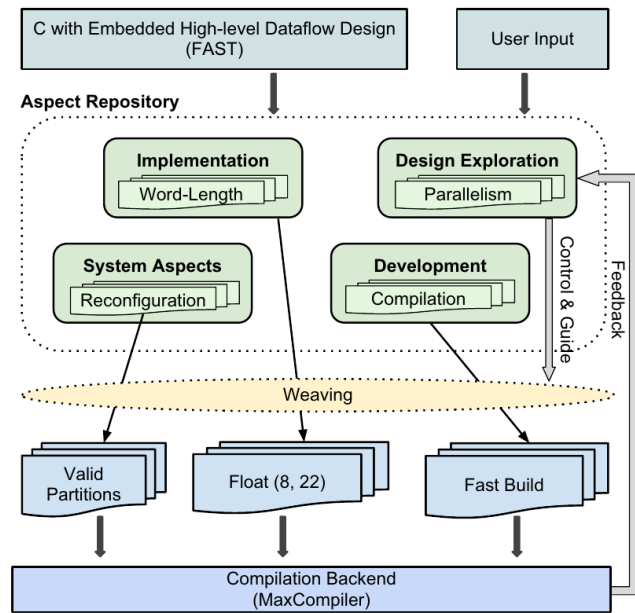 C with Embedded High-level Dataflow Design
(FAST)
User Input
Aspect Repository
Implementation
Word-Length
Design Exploration
Parallelism
System Aspects
Reconfiguration
Development
Compilation
Control & Guide
Feedback
Weaving
Valid
Partitions
Float (8, 22)
Fast Build
Compilation Backend
(MaxCompiler)